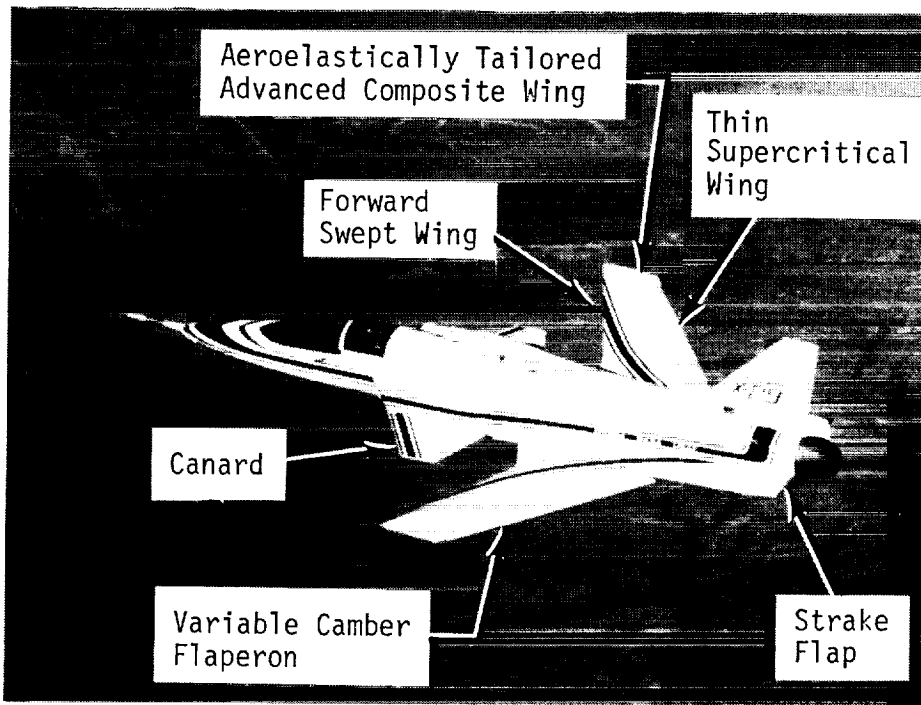 Aeroelastically Tailored
Advanced Composite Wing
Thin
Supercritical
Wing
Forward
Swept Wing
Canard
Variable Camber
Flaperon
Strake
Flap